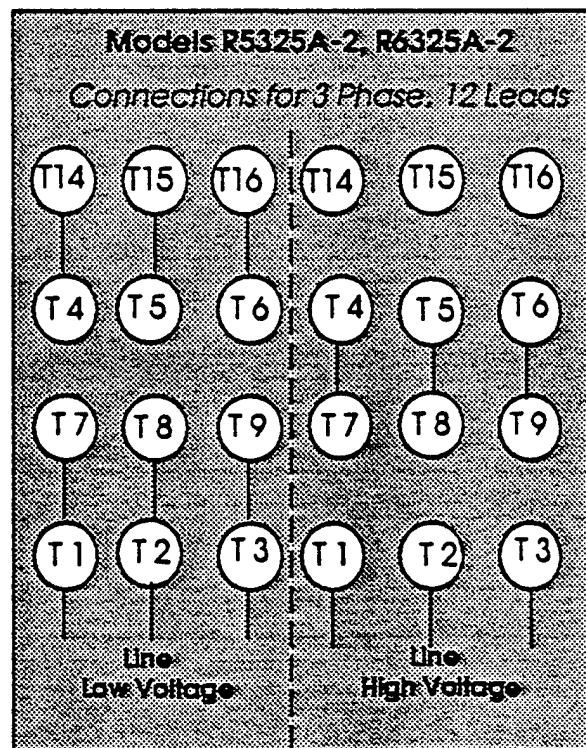 Models R5325A-2, R6325A-2
Connections for 3 Phase, 12 Leads
T14 T15 T16 T14 T15 T16
T4 T5 T6 T4 T5 T6
T7 T8 T9 T7 T8 T9
T1 T2 T3 T1 T2 T3
Line Line
Low Voltage High Voltage